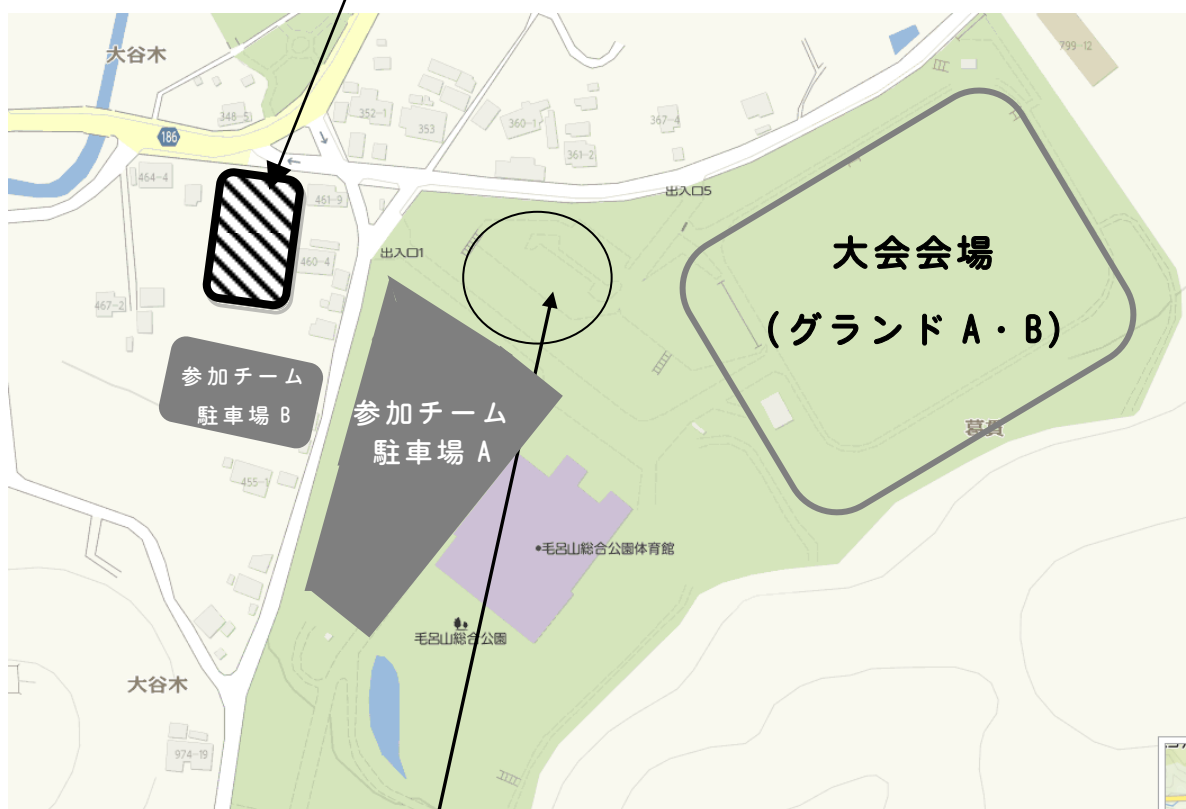 大谷木
799-12
348-5
352-1
353
360-1
367-4
361-2
186
464-4
461-9
出入口5
出入口1
460-4
467-2
大会会場
(グランド A・B)
参加チーム
駐車場 B
参加チーム
駐車場 A
葛貫
455-1
毛呂山総合公園体育館
毛呂山総合公園
大谷木
974-19